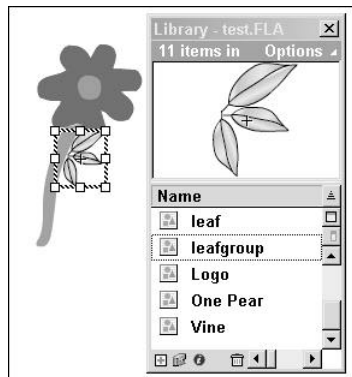 Library - test.FLA
11 items in Options
Name
leaf
leafgroup
Logo
One Pear
Vine